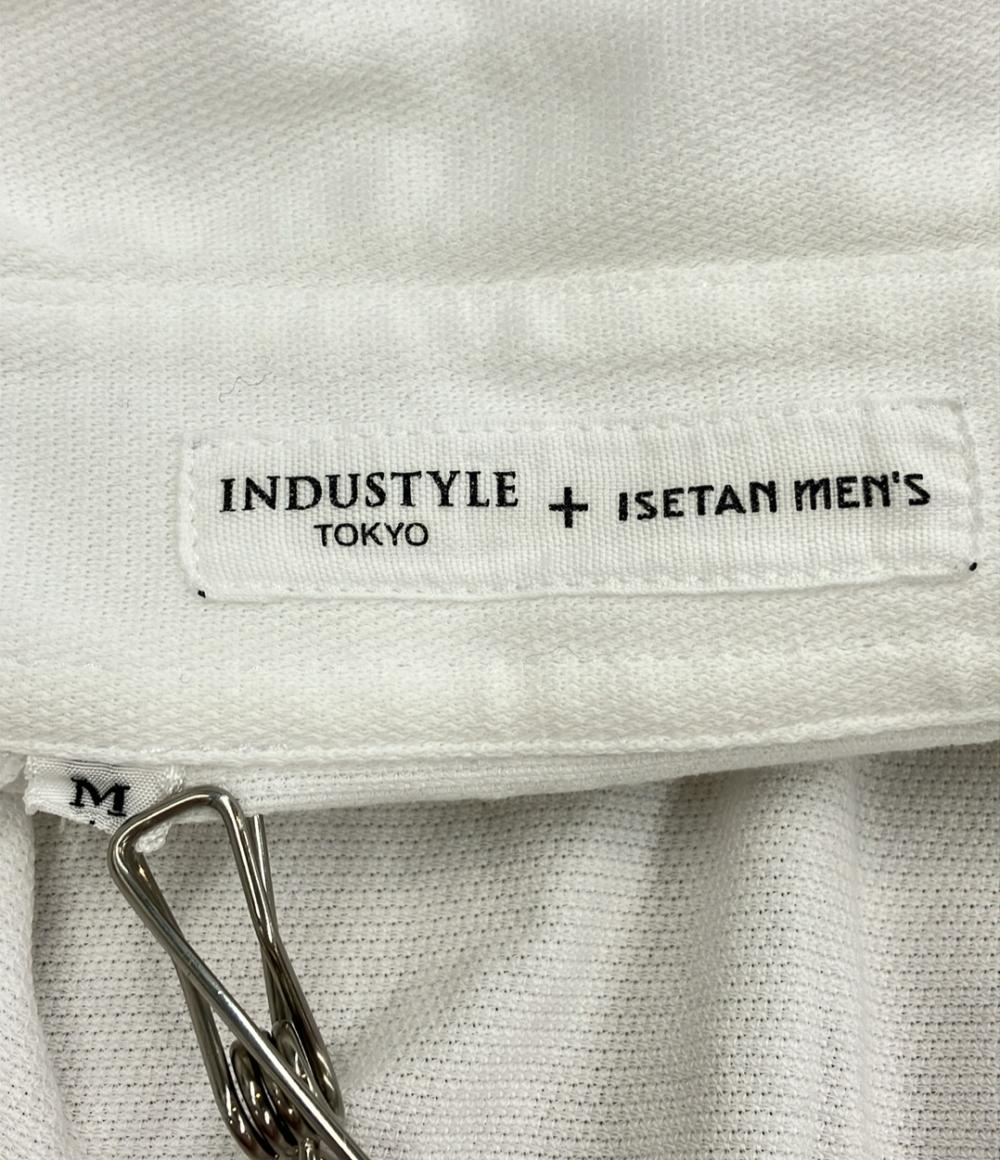 INDUSTYLE
TOKYO
+ ISETAN MEN'S
M